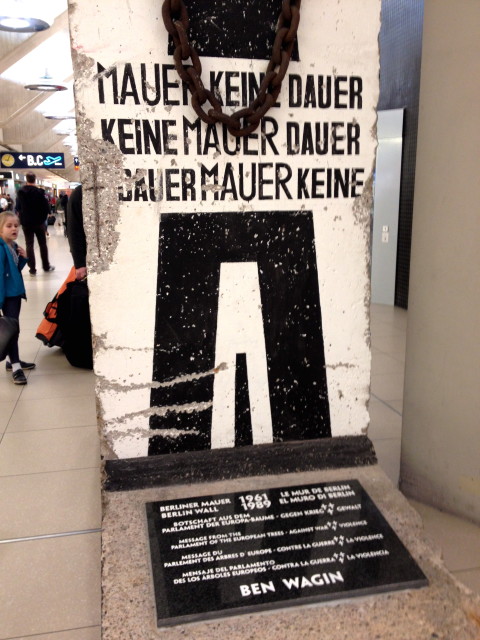 MAUER KEINE DAUER
KEINE MAUER DAUER
DAUER MAUER KEINE
B,C
BERLINER MAUER 1961 LE MUR DE BERLIN
BERLIN WALL 1989 EL MURO DI BERLIN
BOTSCHAFT AUS DEM
PARLAMENT DER EUROPA-BÄUME - GEGEN KRIEG GEWALT
MESSAGE FROM THE
PARLAMENT OF THE EUROPEAN TREES - AGAINST WAR VIOLENCE
MESSAGE DU
PARLEMENT DES ARBRES D' EUROPE - CONTRE LA GUERRE LA VIOLENCE
MENSAJE DEL PARLAMENTO
DES LOS ÁRBOLES EUROPEOS - CONTRA LA GUERRA LA VIOLENCIA
BEN WAGIN